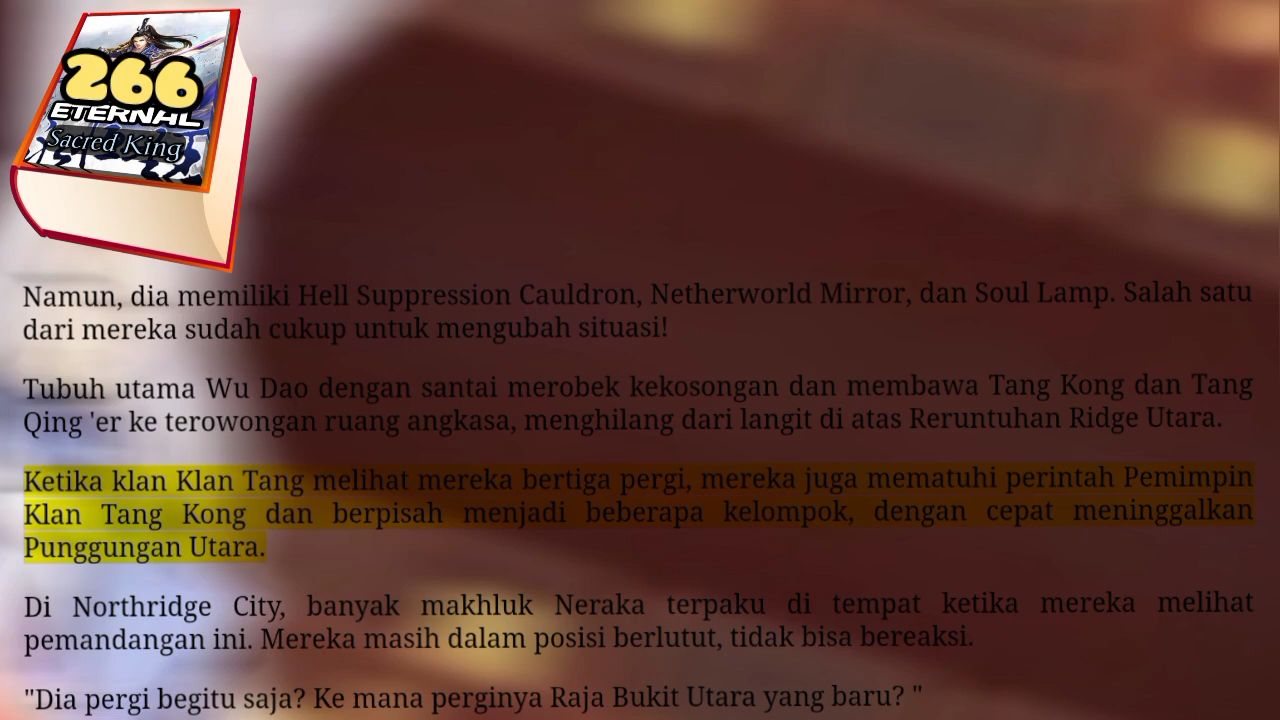 266
ETERNAL
Sacred King
Namun, dia memiliki Hell Suppression Cauldron, Netherworld Mirror, dan Soul Lamp. Salah satu
dari mereka sudah cukup untuk mengubah situasi!
Tubuh utama Wu Dao dengan santai merobek kekosongan dan membawa Tang Kong dan Tang
Qing 'er ke terowongan ruang angkasa, menghilang dari langit di atas Reruntuhan Ridge Utara.
Ketika klan Klan Tang melihat mereka bertiga pergi, mereka juga mematuhi perintah Pemimpin
Klan Tang Kong dan berpisah menjadi beberapa kelompok, dengan cepat meninggalkan
Punggungan Utara.
Di Northridge City, banyak makhluk Neraka terpaku di tempat ketika mereka melihat
pemandangan ini. Mereka masih dalam posisi berlutut, tidak bisa bereaksi.
"Dia pergi begitu saja? Ke mana perginya Raja Bukit Utara yang baru? "